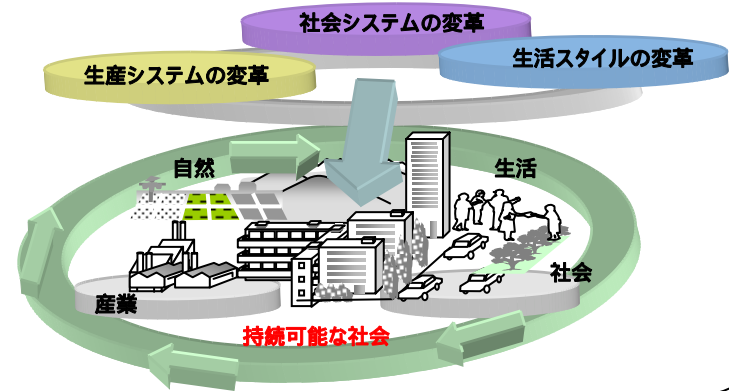 社会システムの変革
生活スタイルの変革
生産システムの変革
自然
生活
社会
産業
持続可能な社会